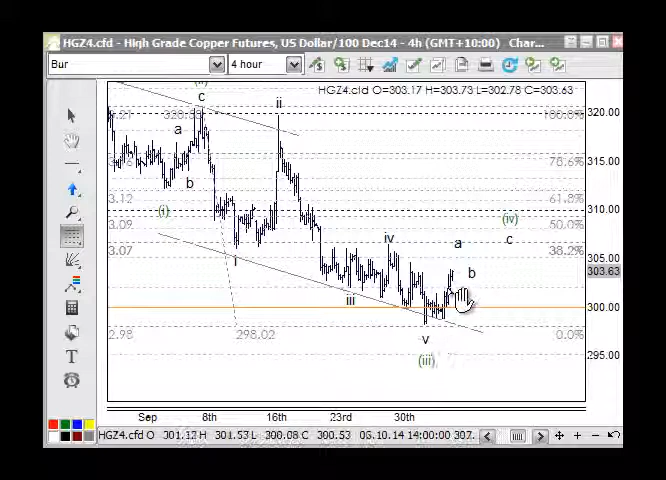 HGZ4.cfd - High Grade Copper Futures, US Dollar/100 Dec14 - 4h (GMT+10:00) Char...
Bur 4 hour
HGZ4.cfd O=303.17 H=303.73 L=302.78 C=303.63
c ii 100.0% 320.00
a
78.6% 315.00
b
3.12 61.8%
(i) 310.00
3.09 (iv) 50.0%
iv a c
3.07 38.2%
i 305.00
b 303.63
iii 300.00
2.98 298.02 0.0%
v
(iii) 295.00
T
Sep 8th 16th 23rd 30th
HGZ4.cfd O 301.12 H 301.53 L 300.08 C 300.53 06.10.14 14:00:00 307.